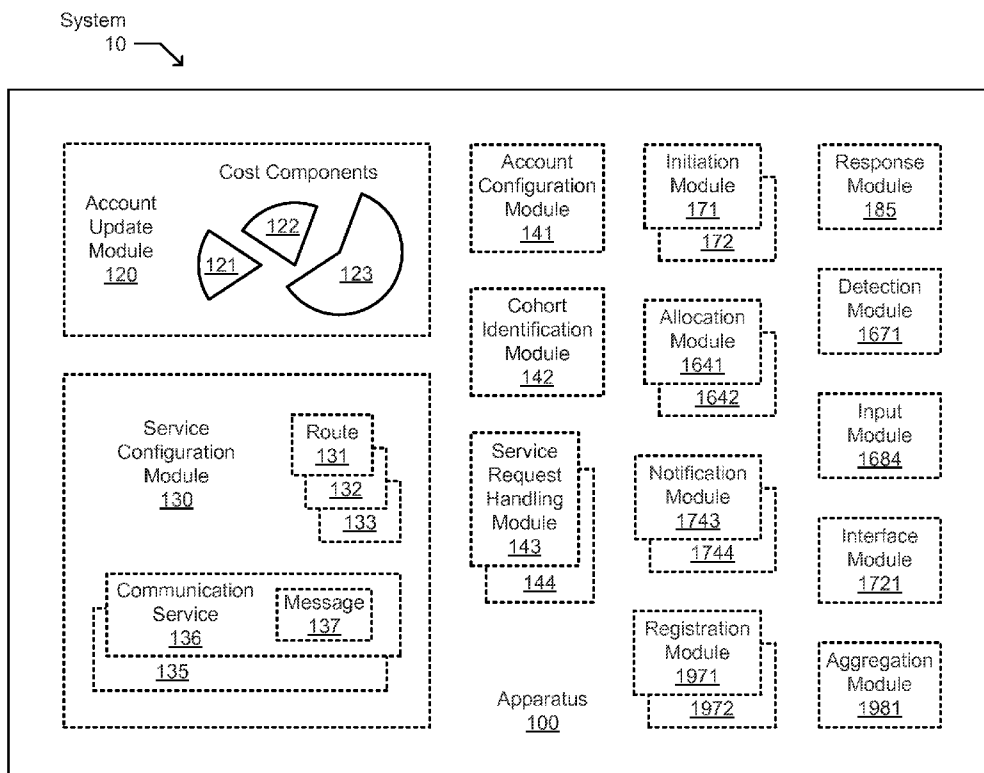 System
10
Account
Update
Module
120
Cost Components
121
122
123
Service
Configuration
Module
130
Route
131
132
133
Communication
Service
136
Message
137
135
Account
Configuration
Module
141
Cohort
Identification
Module
142
Service
Request
Handling
Module
143
144
Apparatus
100
Initiation
Module
171
172
Allocation
Module
1641
1642
Notification
Module
1743
1744
Registration
Module
1971
1972
Response
Module
185
Detection
Module
1671
Input
Module
1684
Interface
Module
1721
Aggregation
Module
1981